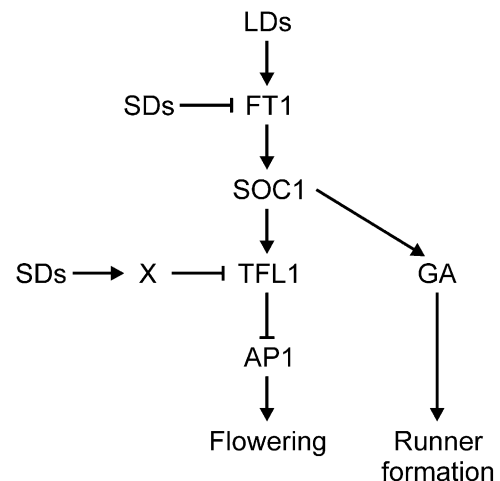 LDs
SDs FT1
SOC1
SDs X TFL1 GA
AP1
Flowering Runner
formation